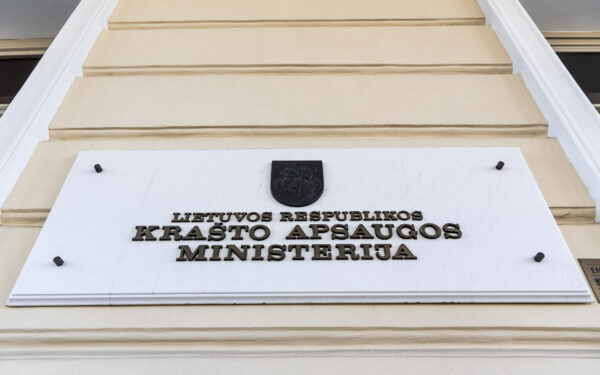 LIETUVOS RESPUBLIKOS
KRAŠTO APSAUGOS
MINISTERIJA